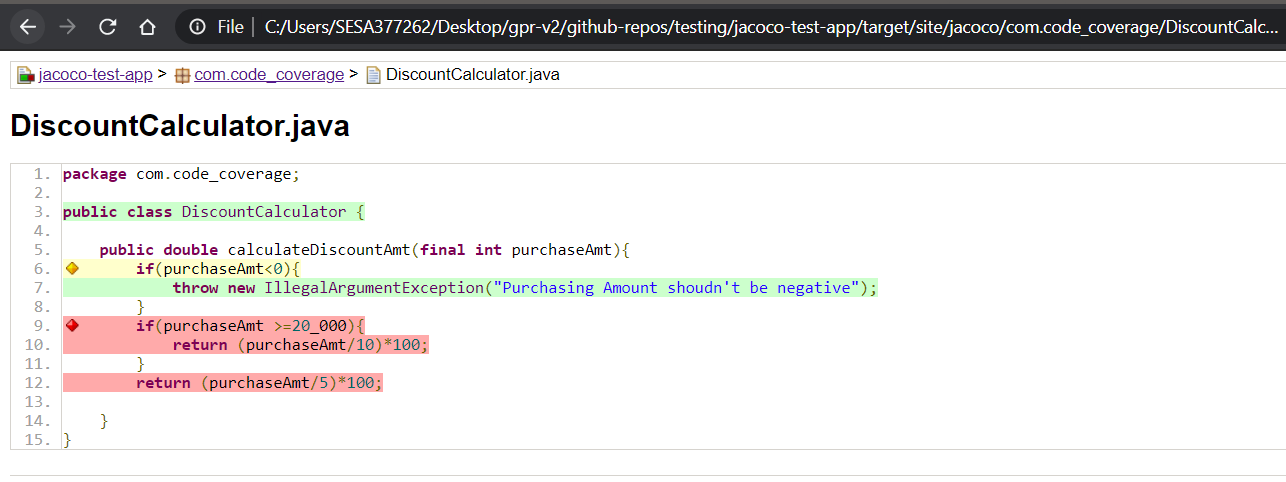 File C:/Users/SESA377262/Desktop/gpr-v2/github-repos/testing/jacoco-test-app/target/site/jacoco/com.code_coverage/DiscountCalc...
jacoco-test-app > com.code_coverage > DiscountCalculator.java
DiscountCalculator.java
1. package com.code_coverage;
2.
3. public class DiscountCalculator {
4.
5.     public double calculateDiscountAmt(final int purchaseAmt){
6.         if(purchaseAmt<0){
7.             throw new IllegalArgumentException("Purchasing Amount shoudn't be negative");
8.         }
9.         if(purchaseAmt >=20_000){
10.             return (purchaseAmt/10)*100;
11.         }
12.         return (purchaseAmt/5)*100;
13.
14.     }
15. }